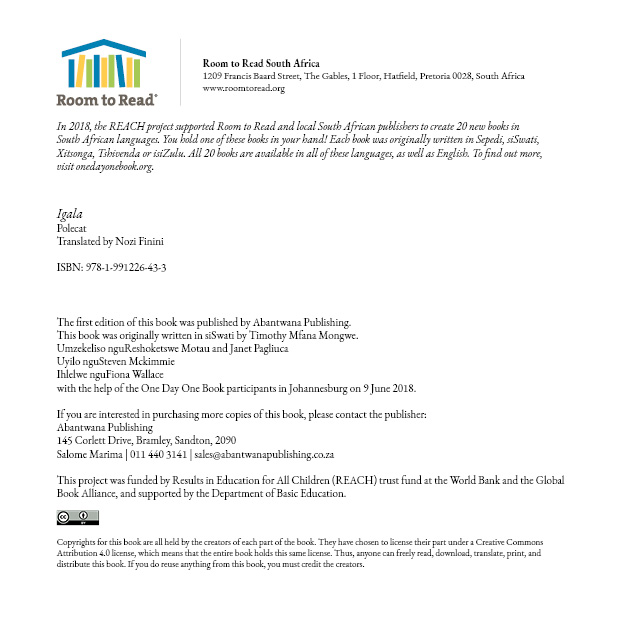 Room to Read®
Room to Read South Africa
1209 Francis Baard Street, The Gables, 1 Floor, Hatfield, Pretoria 0028, South Africa
www.roomtoread.org
In 2018, the REACH project supported Room to Read and local South African publishers to create 20 new books in
South African languages. You hold one of these books in your hand! Each book was originally written in Sepedi, siSwati,
Xitsonga, Tshivenda or isiZulu. All 20 books are available in all of these languages, as well as English. To find out more,
visit onedayonebook.org.
Igala
Polecat
Translated by Nozi Finini
ISBN: 978-1-991226-43-3
The first edition of this book was published by Abantwana Publishing.
This book was originally written in siSwati by Timothy Mfana Mongwe.
Umzekeliso nguReshoketswe Motau and Janet Pagliuca
Uyilo nguSteven Mckimmie
Ihlelwe nguFiona Wallace
with the help of the One Day One Book participants in Johannesburg on 9 June 2018.
If you are interested in purchasing more copies of this book, please contact the publisher:
Abantwana Publishing
145 Corlett Drive, Bramley, Sandton, 2090
Salome Marima | 011 440 3141 | sales@abantwanapublishing.co.za
This project was funded by Results in Education for All Children (REACH) trust fund at the World Bank and the Global
Book Alliance, and supported by the Department of Basic Education.
cc BY
Copyrights for this book are all held by the creators of each part of the book. They have chosen to license their part under a Creative Commons
Attribution 4.0 license, which means that the entire book holds this same license. Thus, anyone can freely read, download, translate, print, and
distribute this book. If you do reuse anything from this book, you must credit the creators.